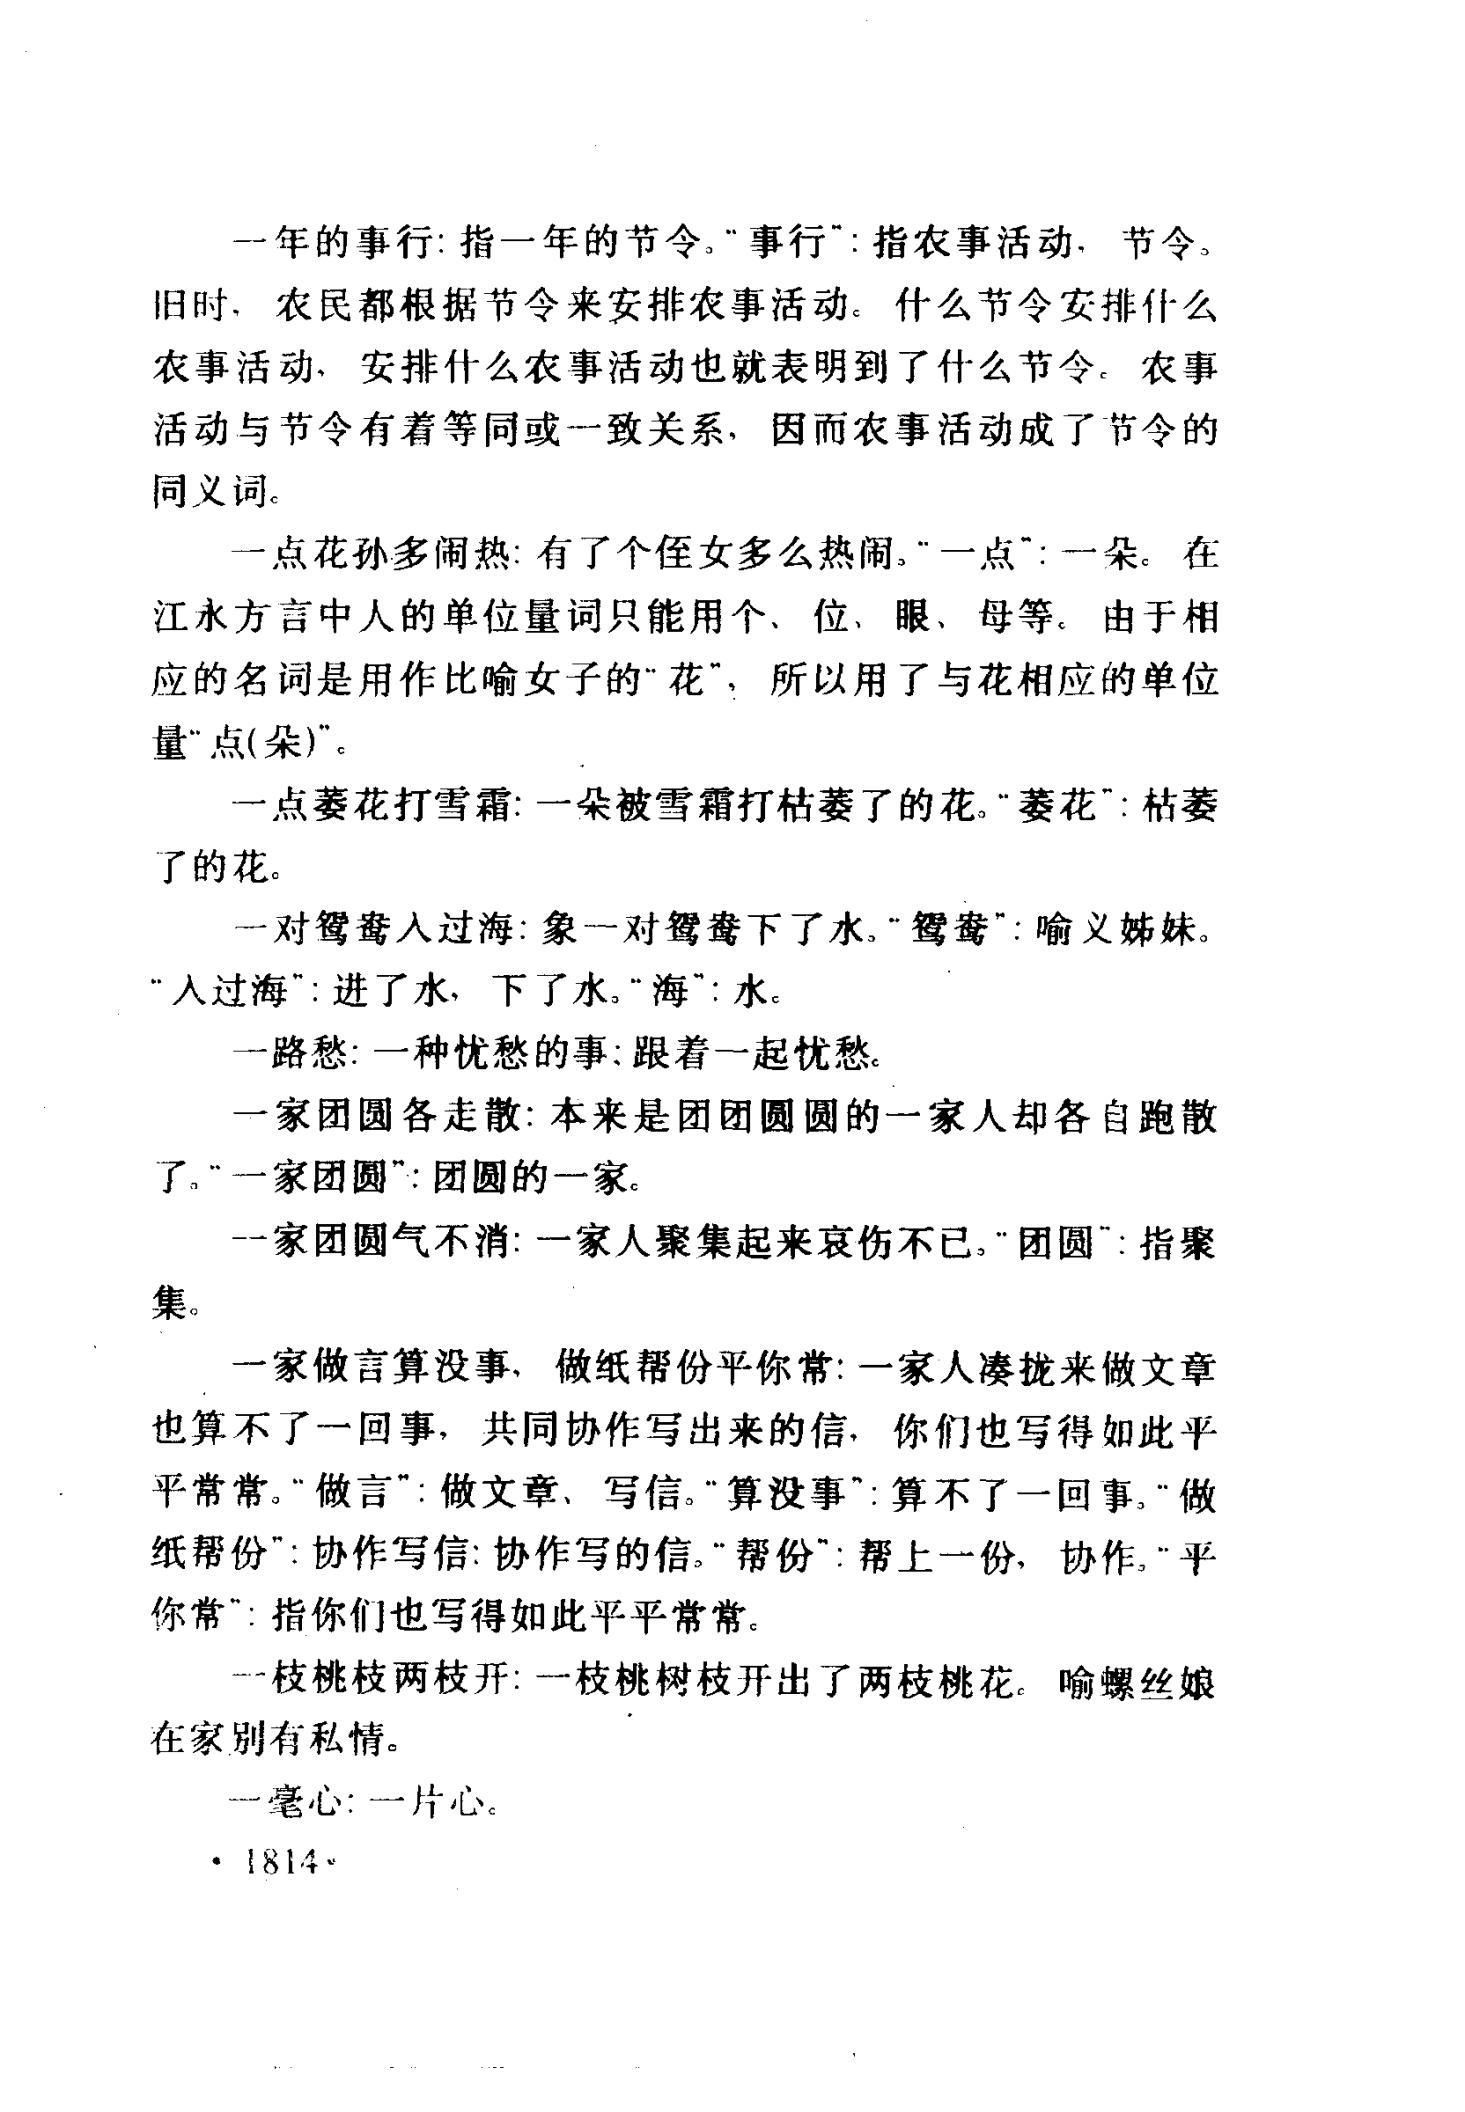 一年的事行：指一年的节令。“事行”：指农事活动，节令。
旧时，农民都根据节令来安排农事活动。什么节令安排什么
农事活动，安排什么农事活动也就表明到了什么节令。农事
活动与节令有着等同或一致关系，因而农事活动成了节令的
同义词。
一点花孙多闹热：有了个侄女多么热闹。“一点”：一朵。在
江永方言中人的单位量词只能用个、位、眼、母等。由于相
应的名词是用作比喻女子的“花”，所以用了与花相应的单位
量“点(朵)”。
一点萎花打雪霜：一朵被雪霜打枯萎了的花。“萎花”：枯萎
了的花。
一对鸳鸯入过海：象一对鸳鸯下了水。“鸳鸯”：喻义姊妹。
“入过海”：进了水，下了水。“海”：水。
一路愁：一种忧愁的事；跟着一起忧愁。
一家团圆各走散：本来是团团圆圆的一家人却各自跑散
了。“一家团圆”：团圆的一家。
一家团圆气不消：一家人聚集起来哀伤不已。“团圆”：指聚
集。
一家做言算没事，做纸帮份平你常：一家人凑拢来做文章
也算不了一回事，共同协作写出来的信，你们也写得如此平
平常常。“做言”：做文章、写信。“算没事”：算不了一回事。“做
纸帮份”：协作写信；协作写的信。“帮份”：帮上一份，协作。“平
你常”：指你们也写得如此平平常常。
一枝桃枝两枝开：一枝桃树枝开出了两枝桃花。喻螺丝娘
在家别有私情。
一毫心：一片心。
·1814·